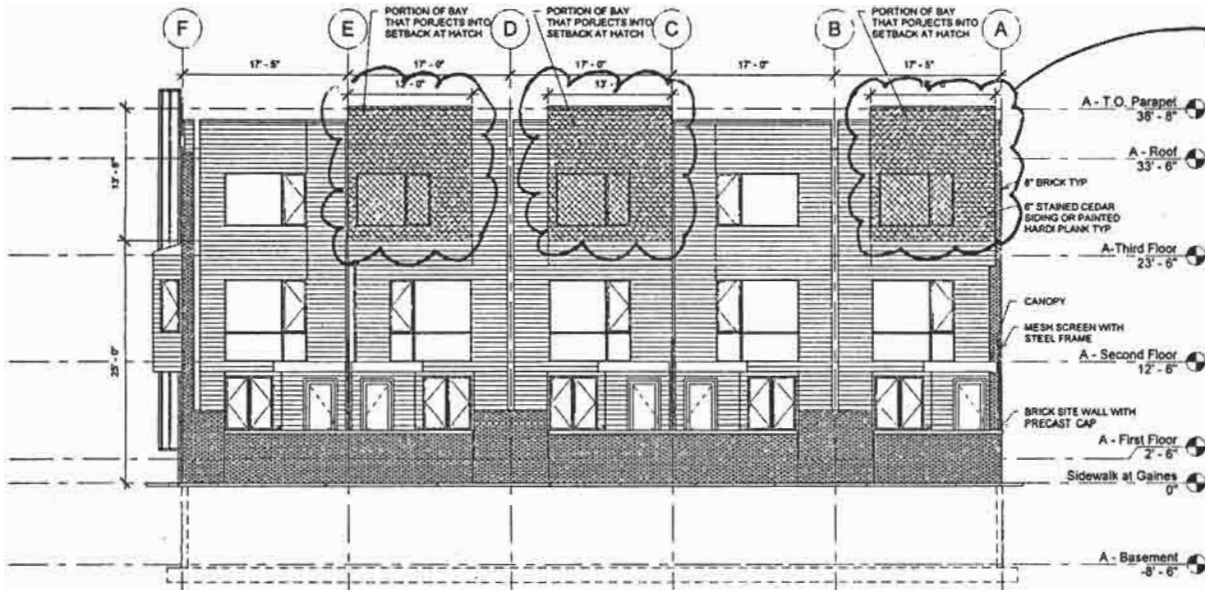 PORTION OF BAY
THAT PORJECTS INTO
SETBACK AT HATCH
PORTION OF BAY
THAT PORJECTS INTO
SETBACK AT HATCH
PORTION OF BAY
THAT PORJECTS INTO
SETBACK AT HATCH
F
E
D
C
B
A
17' - 5"
17' - 0"
17' - 0"
17' - 0"
17' - 5"
13' - 0"
13' -
A - T.O. Parapet
38' - 8"
A - Roof
33' - 6"
8" BRICK TYP
6" STAINED CEDAR
SIDING OR PAINTED
HARDI PLANK TYP
A-Third Floor
23' - 6"
CANOPY
MESH SCREEN WITH
STEEL FRAME
A - Second Floor
12' - 6"
BRICK SITE WALL WITH
PRECAST CAP
A - First Floor
2' - 6"
Sidewalk at Gaines
0"
A - Basement
-8' - 6"
13' - 8"
25' - 0"